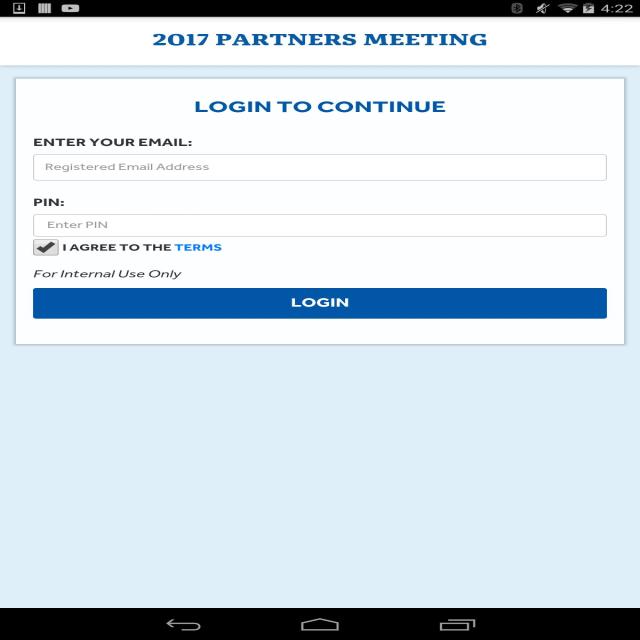 4:22
2017 PARTNERS MEETING
LOGIN TO CONTINUE
ENTER YOUR EMAIL:
Registered Email Address
PIN:
Enter PIN
I AGREE TO THE TERMS
For Internal Use Only
LOGIN